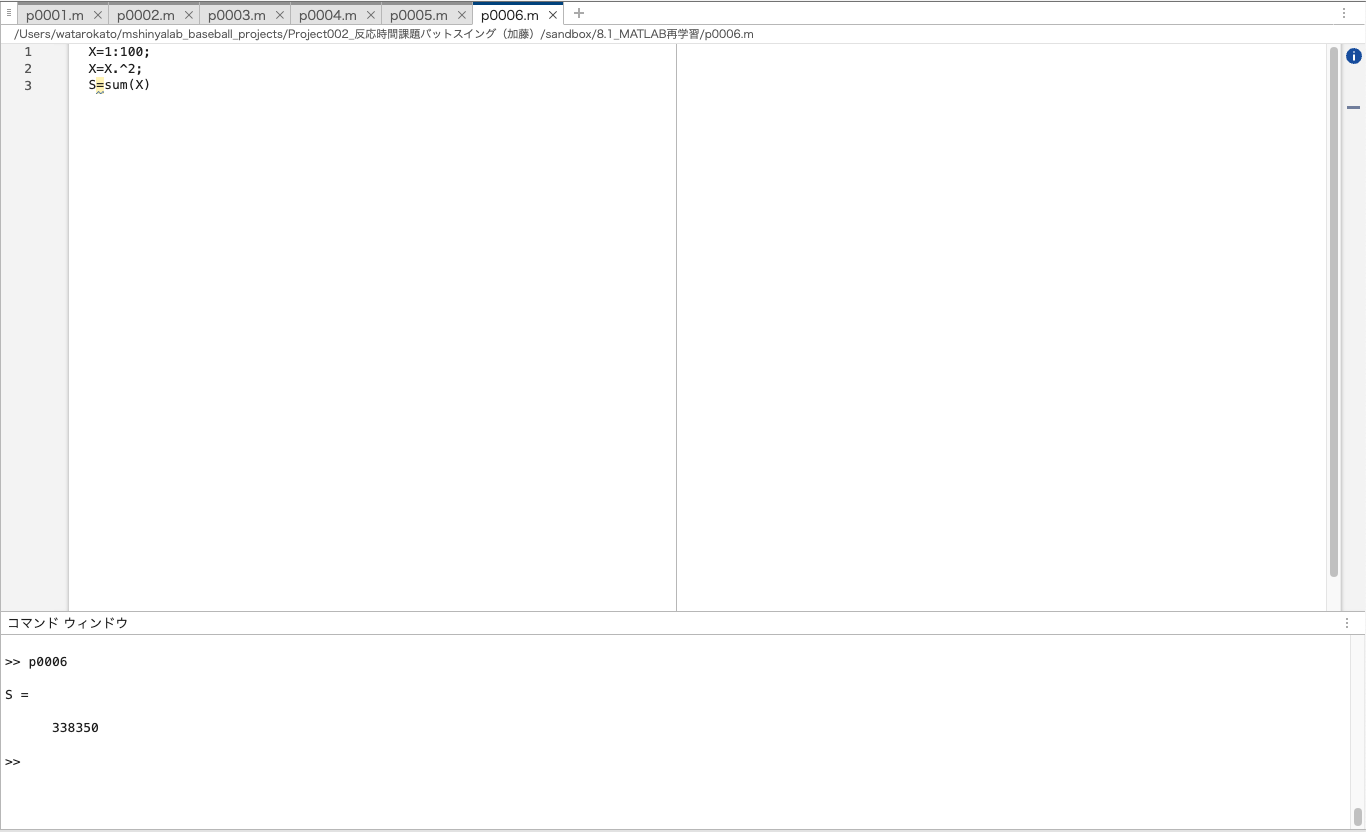 p0001.m × p0002.m × p0003.m × p0004.m × p0005.m × p0006.m × +
/Users/watarokato/mshinyalab_baseball_projects/Project002_反応時間課題バットスイング（加藤）/sandbox/8.1_MATLAB再学習/p0006.m
1 X=1:100;
2 X=X.^2;
3 S=sum(X)
コマンド ウィンドウ
>> p0006
S =
338350
>>